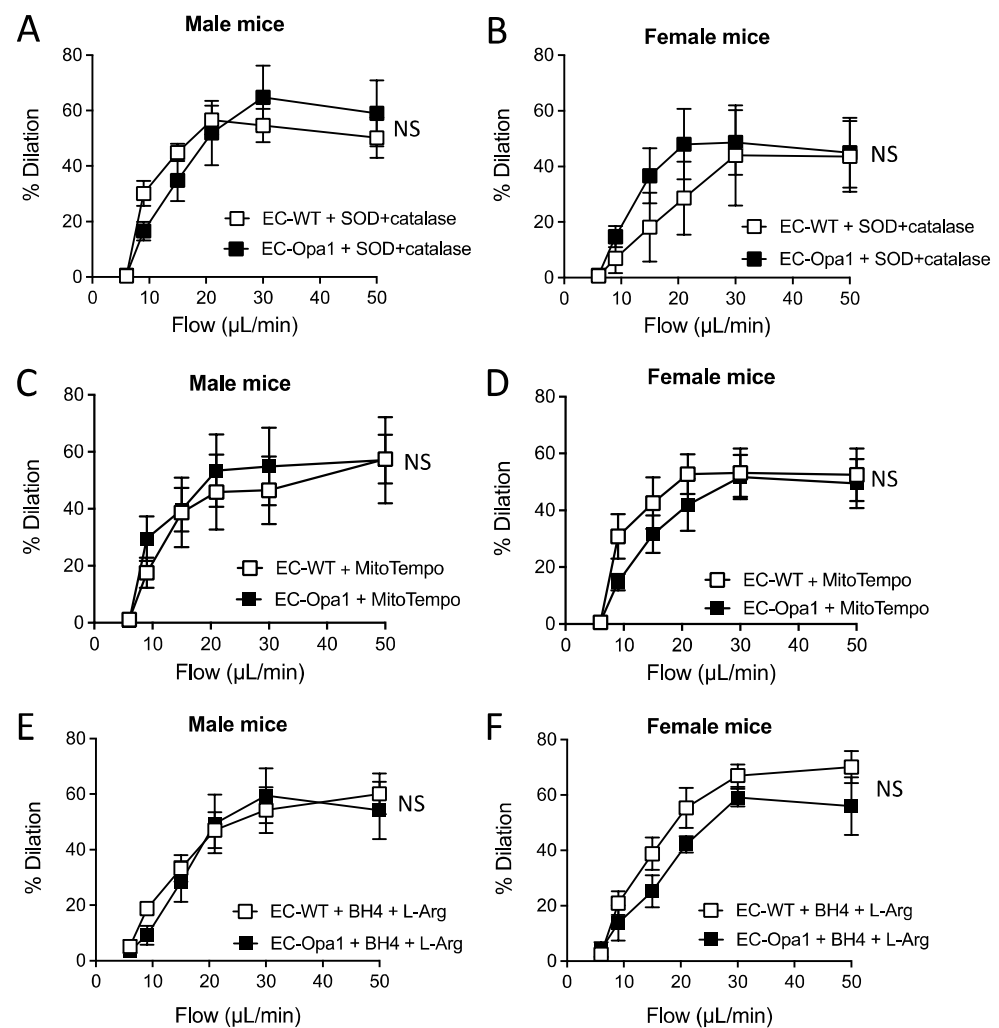 A
Male mice
% Dilation
80
60
40
20
0
NS
EC-WT + SOD+catalase
EC-Opa1 + SOD+catalase
0 10 20 30 40 50
Flow (µL/min)
B
Female mice
% Dilation
80
60
40
20
0
NS
EC-WT + SOD+catalase
EC-Opa1 + SOD+catalase
0 10 20 30 40 50
Flow (µL/min)
C
Male mice
% Dilation
80
60
40
20
0
NS
EC-WT + MitoTempo
EC-Opa1 + MitoTempo
0 10 20 30 40 50
Flow (µL/min)
D
Female mice
% Dilation
80
60
40
20
0
NS
EC-WT + MitoTempo
EC-Opa1 + MitoTempo
0 10 20 30 40 50
Flow (µL/min)
E
Male mice
% Dilation
80
60
40
20
0
NS
EC-WT + BH4 + L-Arg
EC-Opa1 + BH4 + L-Arg
0 10 20 30 40 50
Flow (µL/min)
F
Female mice
% Dilation
80
60
40
20
0
NS
EC-WT + BH4 + L-Arg
EC-Opa1 + BH4 + L-Arg
0 10 20 30 40 50
Flow (µL/min)